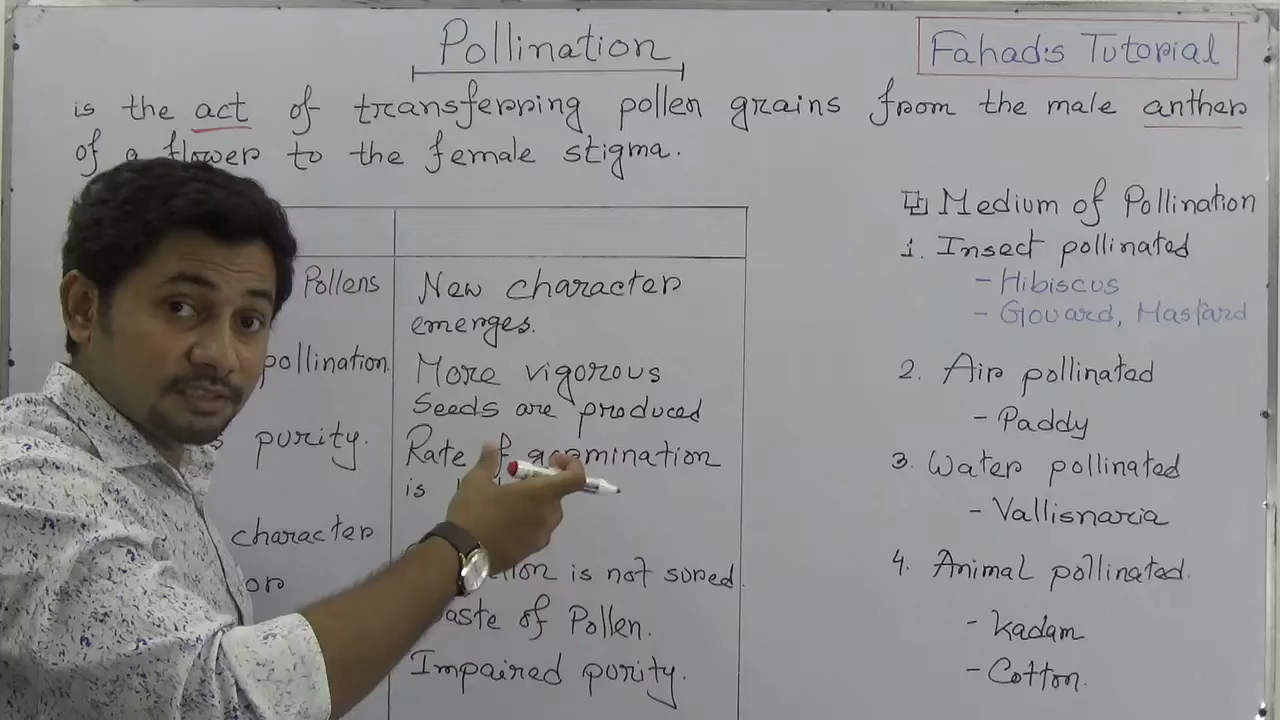 Pollination
Fahad's Tutorial
is the act of transferring pollen grains from the male anther
of a flower to the female stigma.
Pollens
pollination.
purity.
character
or
New character
emerges.
More vigorous
Seeds are produced
Rate of germination
is
is not sured.
of Pollen.
Impaired purity.
Medium of Pollination
1. Insect pollinated
- Hibiscus
- Gouard, Mastard
2. Air pollinated
- Paddy
3. Water pollinated
- Vallisnaria
4. Animal pollinated.
- Kadam
- Cotton.